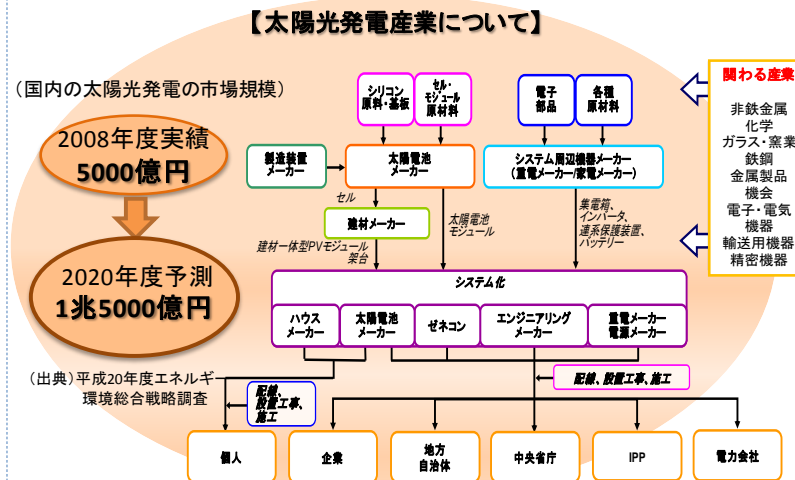 【太陽光発電産業について】
（国内の太陽光発電の市場規模）
2008年度実績
5000億円
2020年度予測
1兆5000億円
（出典）平成20年度エネルギー
環境総合戦略調査
シリコン
原料・基板
セル・
モジュール
原材料
電子
部品
各種
原材料
製造装置
メーカー
太陽電池
メーカー
システム周辺機器メーカー
（重電メーカー/家電メーカー）
セル
建材メーカー
太陽電池
モジュール
集電箱、
インバータ、
連系保護装置、
バッテリー
建材一体型PVモジュール
架台
システム化
ハウス
メーカー
太陽電池
メーカー
ゼネコン
エンジニアリング
メーカー
重電メーカー
電源メーカー
配線、
設置工事、
施工
配線、設置工事、施工
個人
企業
地方
自治体
中央省庁
IPP
電力会社
関わる産業
非鉄金属
化学
ガラス・窯業
鉄鋼
金属製品
機会
電子・電気
機器
輸送用機器
精密機器